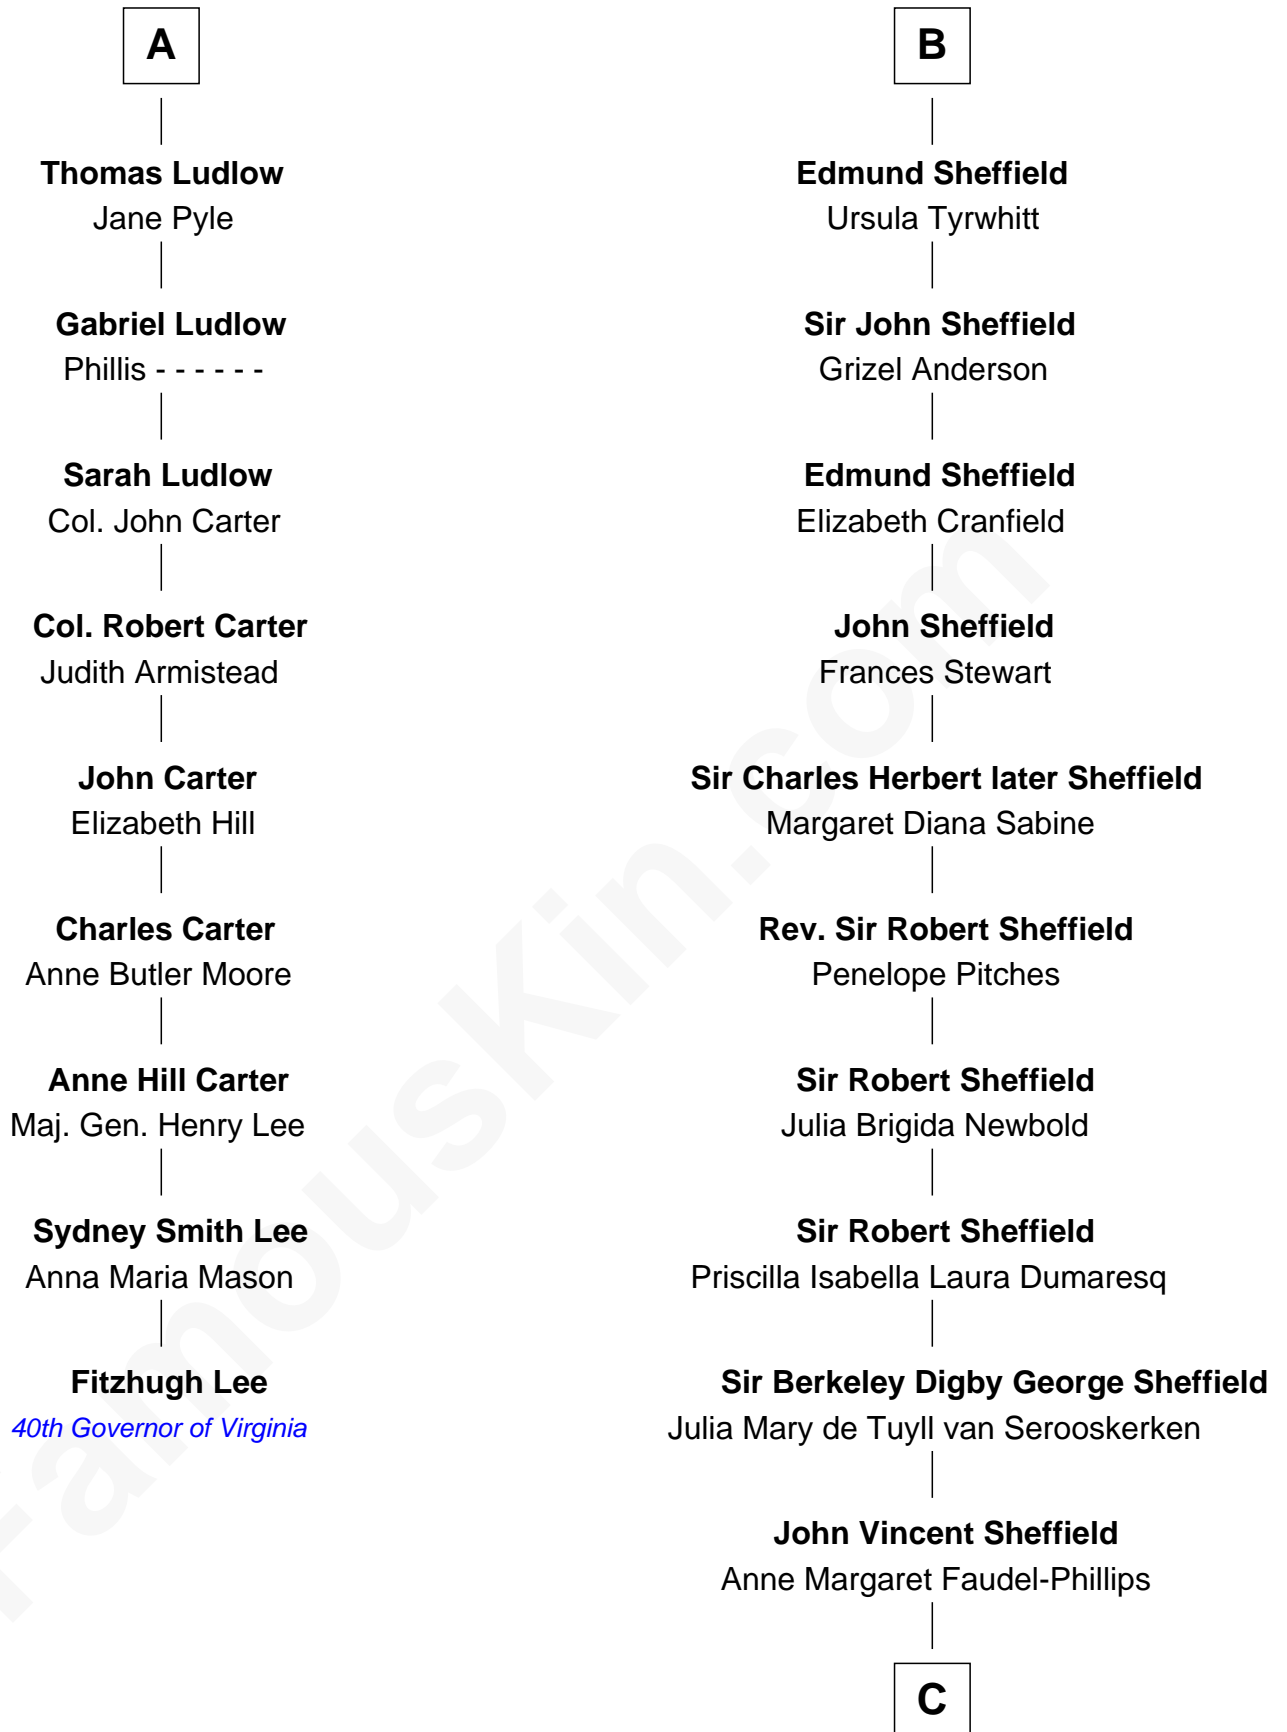 A
Thomas Ludlow
Jane Pyle
Gabriel Ludlow
Phillis - - - - - -
Sarah Ludlow
Col. John Carter
Col. Robert Carter
Judith Armistead
John Carter
Elizabeth Hill
Charles Carter
Anne Butler Moore
Anne Hill Carter
Maj. Gen. Henry Lee
Sydney Smith Lee
Anna Maria Mason
Fitzhugh Lee
40th Governor of Virginia
B
Edmund Sheffield
Ursula Tyrwhitt
Sir John Sheffield
Grizel Anderson
Edmund Sheffield
Elizabeth Cranfield
John Sheffield
Frances Stewart
Sir Charles Herbert later Sheffield
Margaret Diana Sabine
Rev. Sir Robert Sheffield
Penelope Pitches
Sir Robert Sheffield
Julia Brigida Newbold
Sir Robert Sheffield
Priscilla Isabella Laura Dumaresq
Sir Berkeley Digby George Sheffield
Julia Mary de Tuyll van Serooskerken
John Vincent Sheffield
Anne Margaret Faudel-Phillips
C
FamousKin.com